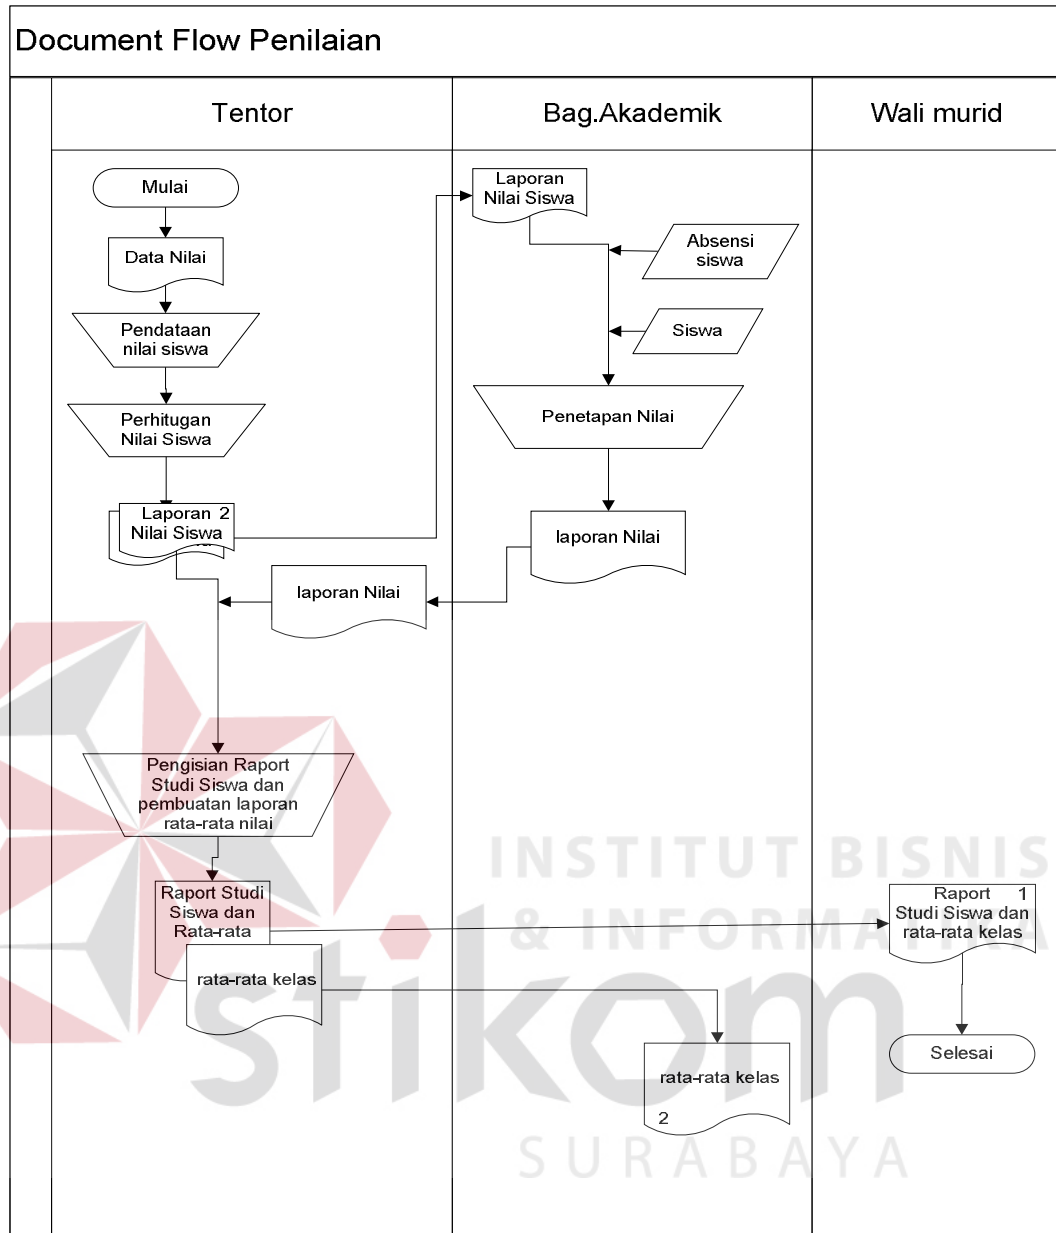 Document Flow Penilaian
Tentor
Bag.Akademik
Wali murid
Mulai
Data Nilai
Pendataan
nilai siswa
Perhitugan
Nilai Siswa
Laporan 2
Nilai Siswa
Laporan
Nilai Siswa
Absensi
siswa
Siswa
Penetapan Nilai
laporan Nilai
laporan Nilai
Pengisian Raport
Studi Siswa dan
pembuatan laporan
rata-rata nilai
Raport Studi
Siswa dan
Rata-rata
rata-rata kelas
Raport 1
Studi Siswa dan
rata-rata kelas
Selesai
rata-rata kelas
2
INSTITUT BISNIS
& INFORMATIKA
stikom
SURABAYA